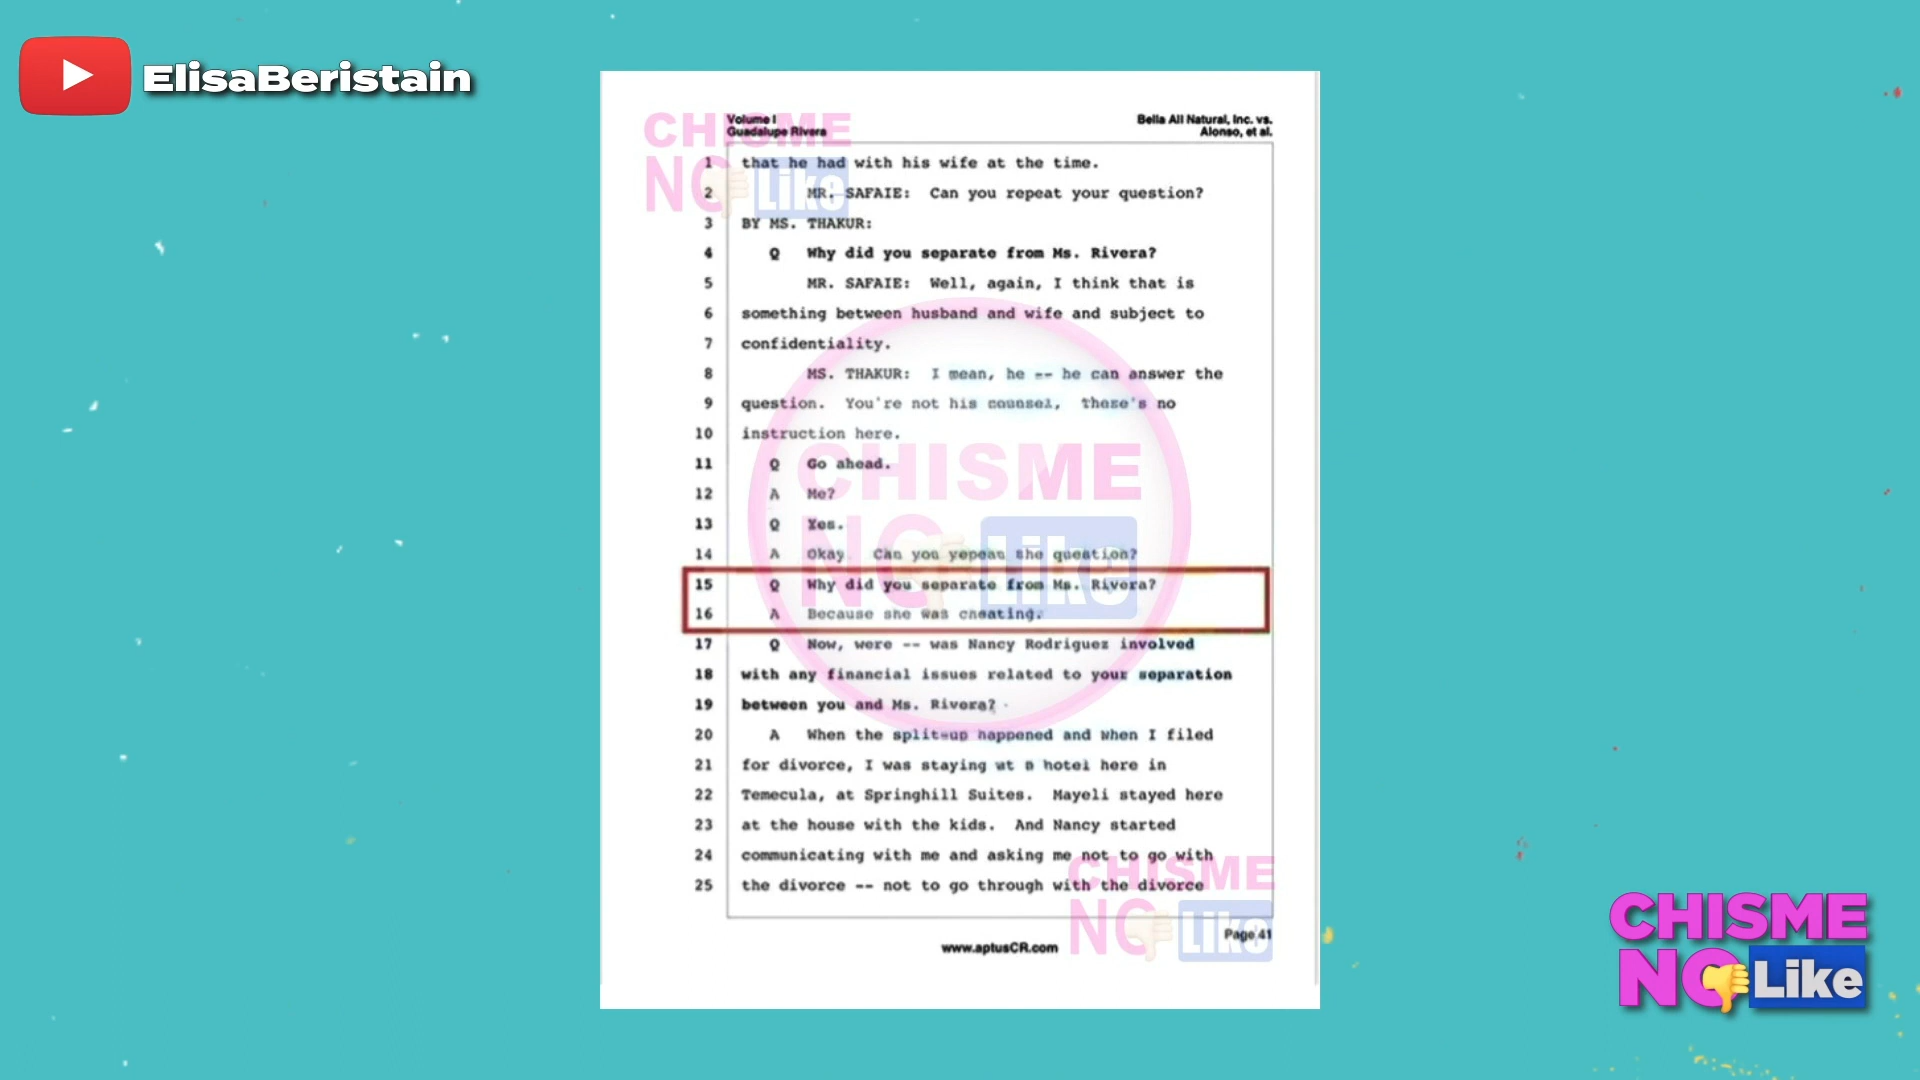 ElisaBeristain
Volume I
Guadalupe Rivera
Bella All Natural, Inc. vs.
Alonso, et al.
CHISME
NO Like
1 that he had with his wife at the time.
2 MR. SAFAIE: Can you repeat your question?
3 BY MS. THAKUR:
4 Q Why did you separate from Ms. Rivera?
5 MR. SAFAIE: Well, again, I think that is
6 something between husband and wife and subject to
7 confidentiality.
8 MS. THAKUR: I mean, he -- he can answer the
9 question. You're not his counsel, There's no
10 instruction here.
11 Q Go ahead.
12 A Me?
13 Q Yes.
14 A Okay. Can you repeat the question?
CHISME
NO Like
15 Q Why did you separate from Ms. Rivera?
16 A Because she was cheating.
17 Q Now, were -- was Nancy Rodriguez involved
18 with any financial issues related to your separation
19 between you and Ms. Rivera?
20 A When the split-up happened and when I filed
21 for divorce, I was staying at a hotel here in
22 Temecula, at Springhill Suites. Mayeli stayed here
23 at the house with the kids. And Nancy started
24 communicating with me and asking me not to go with
25 the divorce -- not to go through with the divorce
CHISME
NO Like
www.aptusCR.com
Page 41
CHISME
NO Like